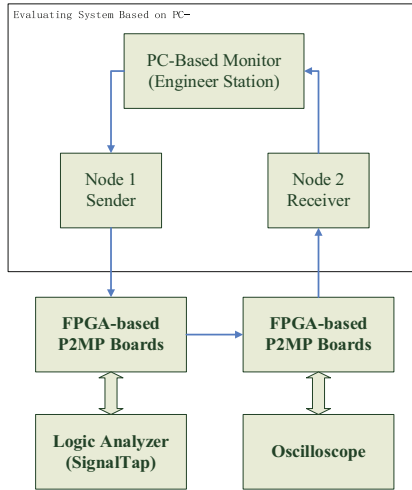 Evaluating System Based on PC-
PC-Based Monitor
(Engineer Station)
Node 1
Sender
Node 2
Receiver
FPGA-based
P2MP Boards
FPGA-based
P2MP Boards
Logic Analyzer
(SignalTap)
Oscilloscope